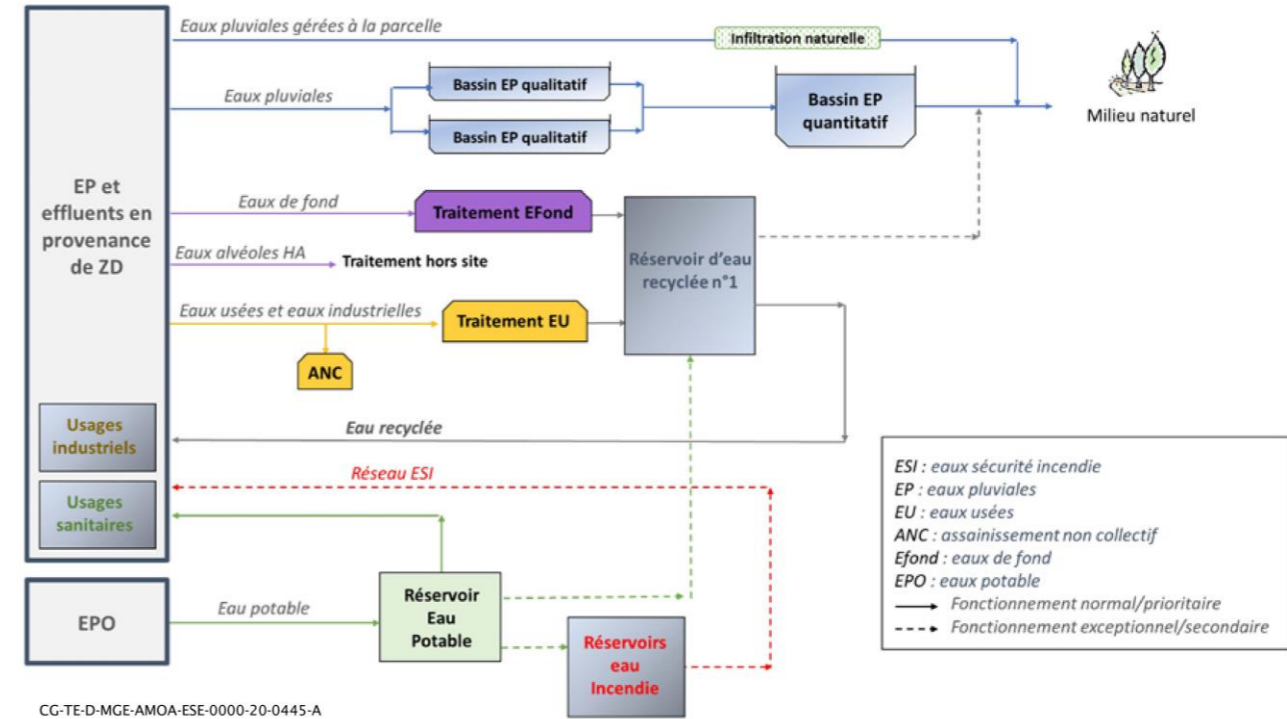 Eaux pluviales gérées à la parcelle
Infiltration naturelle
Eaux pluviales
Bassin EP qualitatif
Bassin EP qualitatif
Bassin EP
quantitatif
Milieu naturel
EP et
effluents en
provenance
de ZD
Eaux de fond
Traitement EFond
Eaux alvéoles HA
Traitement hors site
Réservoir d'eau
recyclée n°1
Eaux usées et eaux industrielles
Traitement EU
ANC
Usages
industriels
Eau recyclée
Réseau ESI
Usages
sanitaires
EPO
Eau potable
Réservoir
Eau
Potable
Réservoirs
eau
Incendie
ESI : eaux sécurité incendie
EP : eaux pluviales
EU : eaux usées
ANC : assainissement non collectif
Efond : eaux de fond
EPO : eaux potable
Fonctionnement normal/prioritaire
Fonctionnement exceptionnel/secondaire
CG-TE-D-MGE-AMOA-ESE-0000-20-0445-A